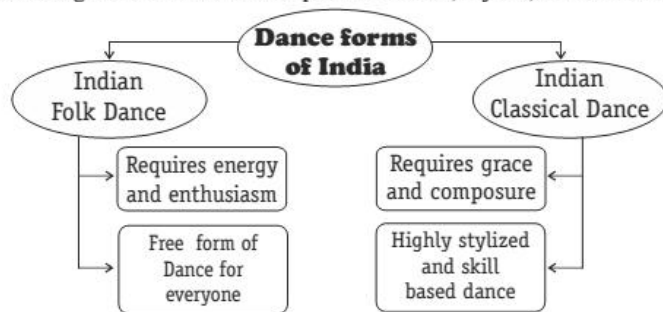 Dance forms
of India
Indian
Folk Dance
Indian
Classical Dance
Requires energy
and enthusiasm
Requires grace
and composure
Free form of
Dance for
everyone
Highly stylized
and skill
based dance